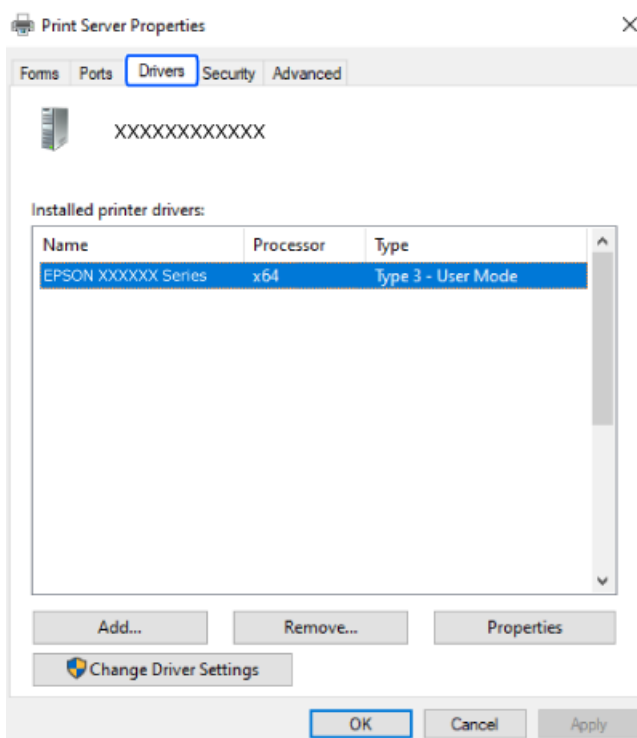 Print Server Properties
Forms Ports Drivers Security Advanced
XXXXXXXXXXXX
Installed printer drivers:
Name Processor Type
EPSON XXXXXX Series x64 Type 3 - User Mode
Add... Remove... Properties
Change Driver Settings
OK Cancel Apply